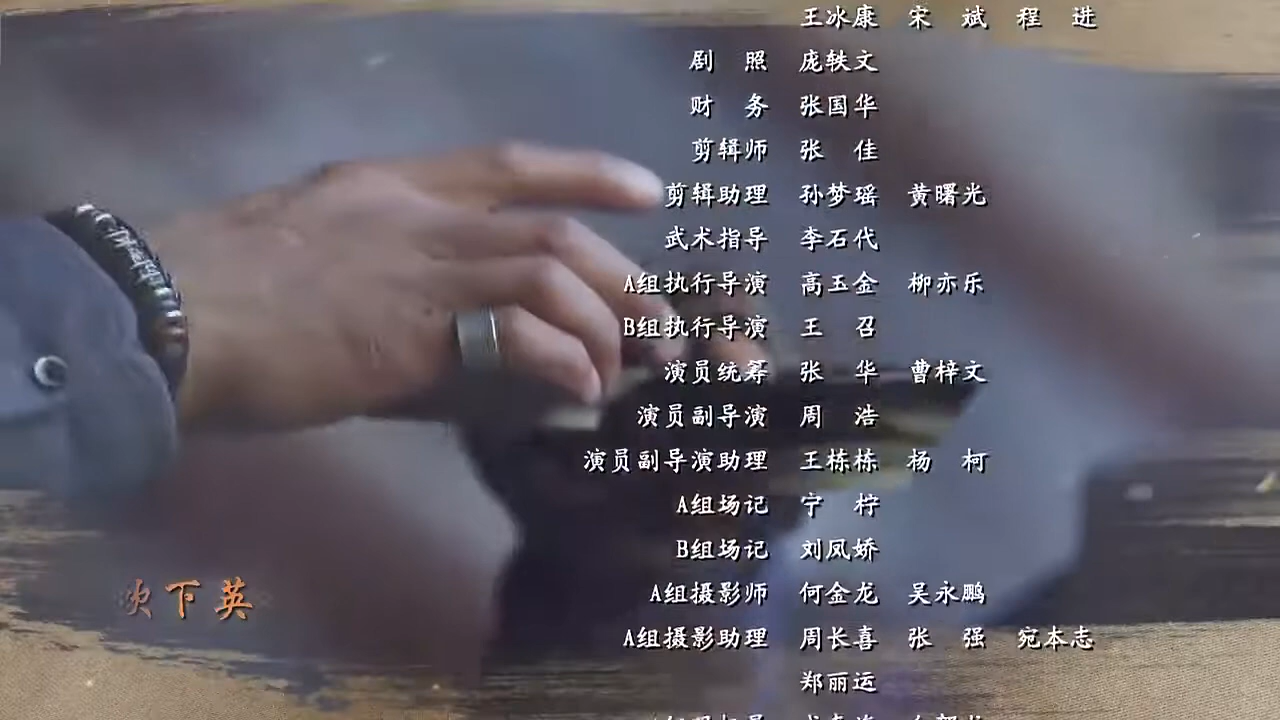 王冰康 宋斌 程进
剧照 庞轶文
财务 张国华
剪辑师 张佳
剪辑助理 孙梦瑶 黄曙光
武术指导 李石代
A组执行导演 高玉金 柳亦乐
B组执行导演 王召
演员统筹 张华 曹梓文
演员副导演 周浩
演员副导演助理 王栋栋 杨柯
A组场记 宁柠
B组场记 刘凤娇
A组摄影师 何金龙 吴永鹏
下英
A组摄影助理 周长喜 张强 宛本志
郑丽运